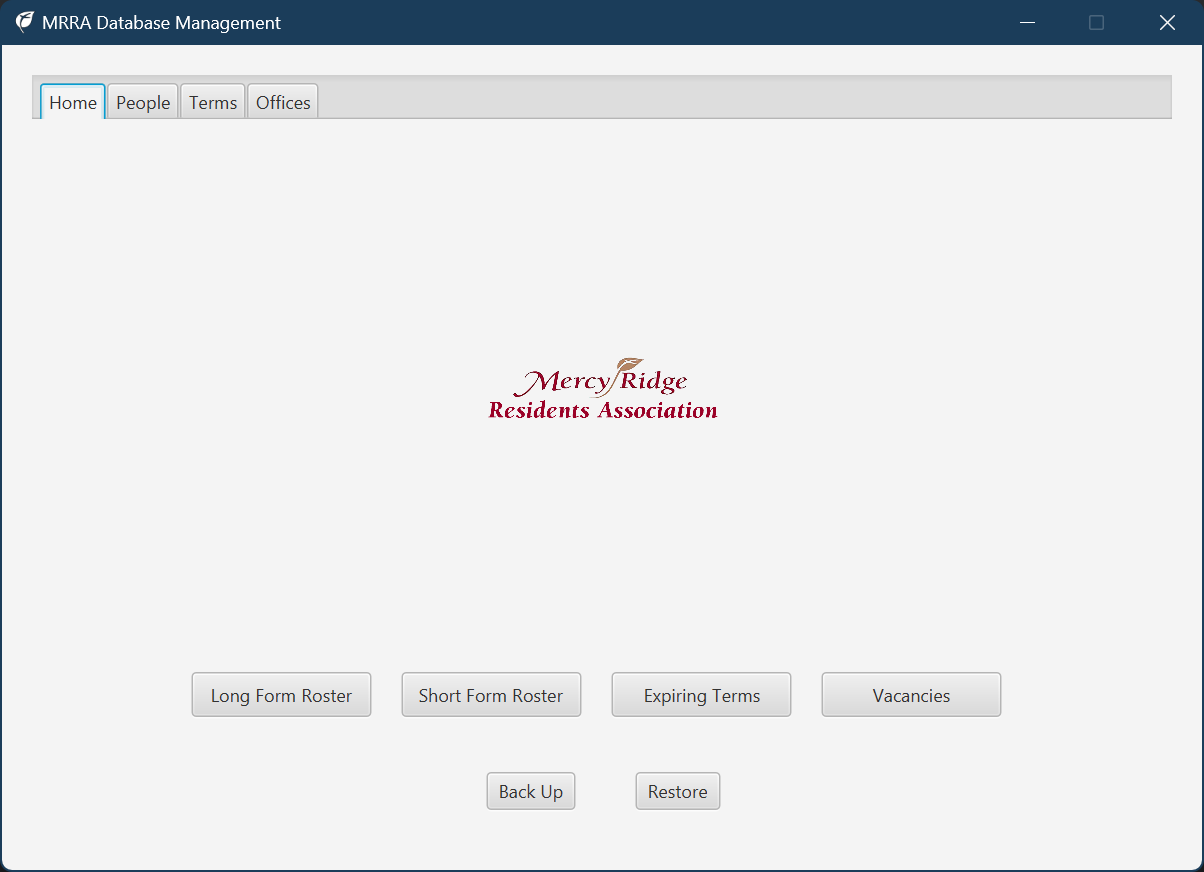 MRRA Database Management
Home People Terms Offices
Mercy Ridge
Residents Association
Long Form Roster Short Form Roster Expiring Terms Vacancies
Back Up Restore